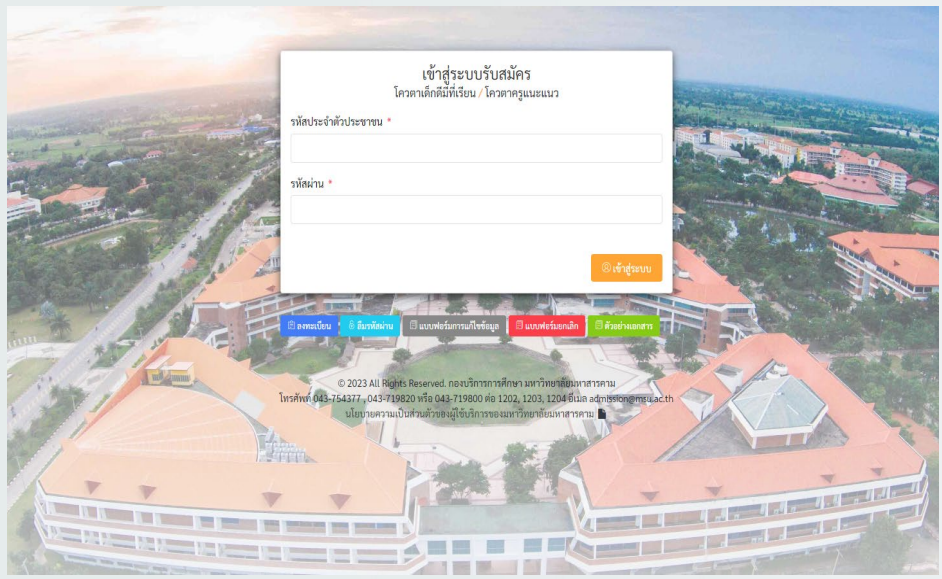 เข้าสู่ระบบรับสมัคร
โควตาเด็กดีมีที่เรียน / โควตาครูแนะแนว
รหัสประจำตัวประชาชน *
รหัสผ่าน *
เข้าสู่ระบบ
ลงทะเบียน ลืมรหัสผ่าน แบบฟอร์มการแก้ไขข้อมูล แบบฟอร์มยกเลิก ตัวอย่างเอกสาร
© 2023 All Rights Reserved. กองบริการการศึกษา มหาวิทยาลัยมหาสารคาม
โทรศัพท์ 043-754377 , 043-719820 หรือ 043-719800 ต่อ 1202, 1203, 1204 อีเมล admission@msu.ac.th
นโยบายความเป็นส่วนตัวของผู้ใช้บริการของมหาวิทยาลัยมหาสารคาม